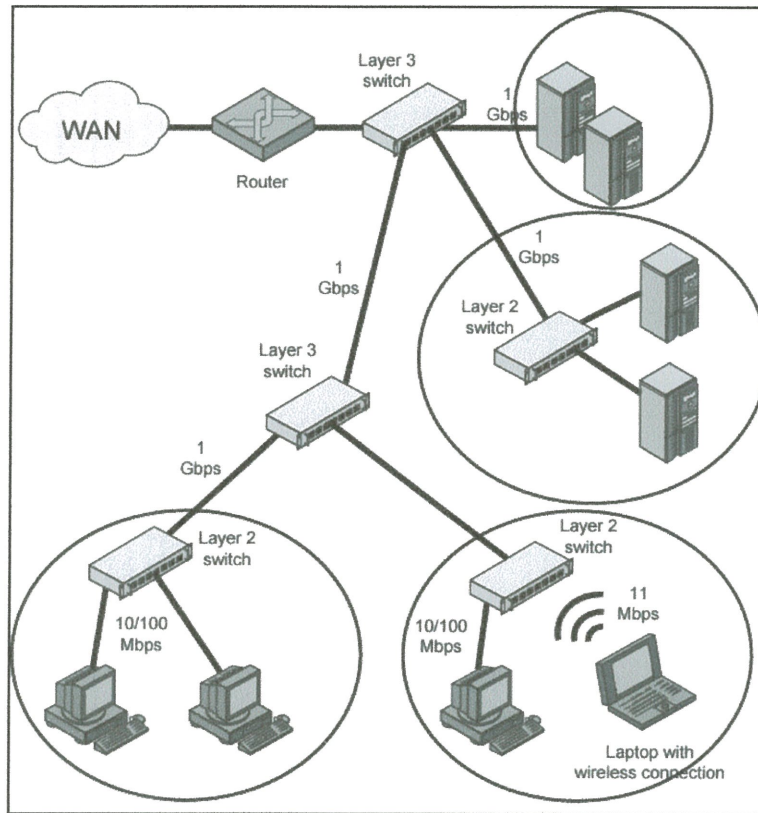 Layer 3
switch
1
Gbps
WAN
Router
1
Gbps
1
Gbps
Layer 2
switch
Layer 3
switch
1
Gbps
Layer 2
switch
Layer 2
switch
10/100
Mbps
10/100
Mbps
11
Mbps
Laptop with
wireless connection